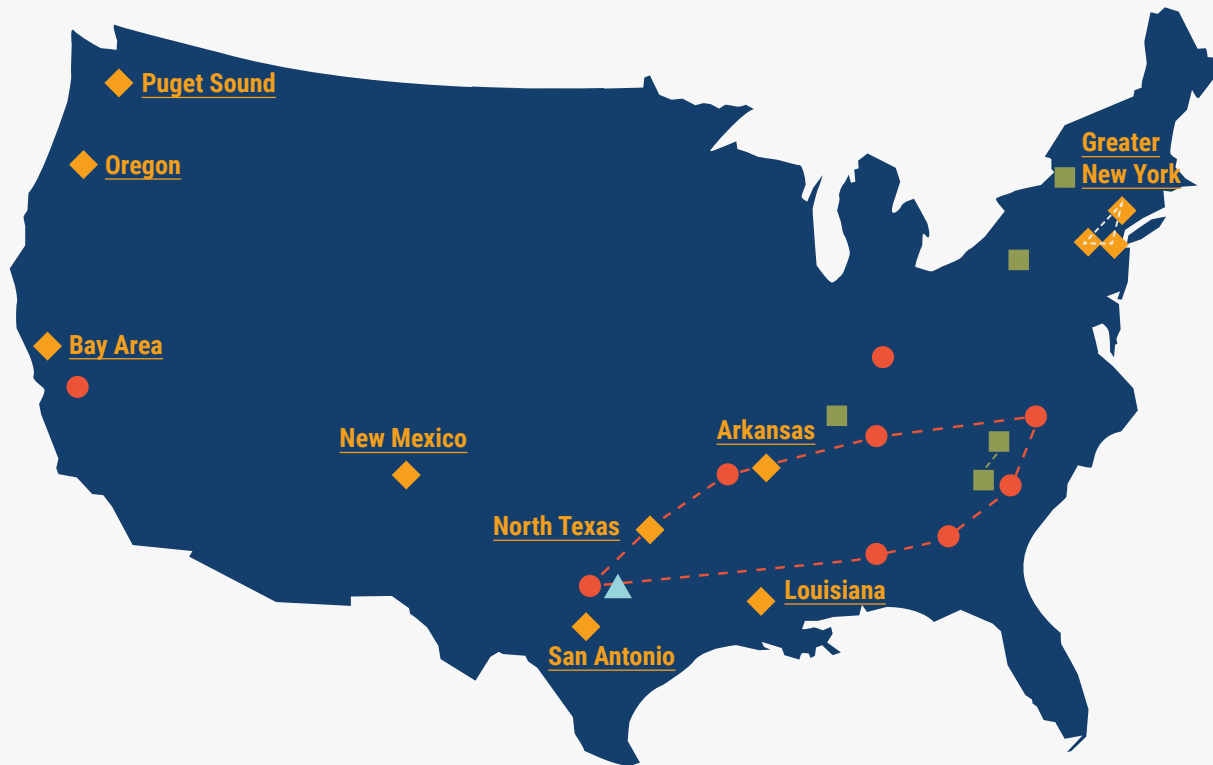 Puget Sound
Oregon
Greater
New York
Bay Area
New Mexico
Arkansas
North Texas
Louisiana
San Antonio